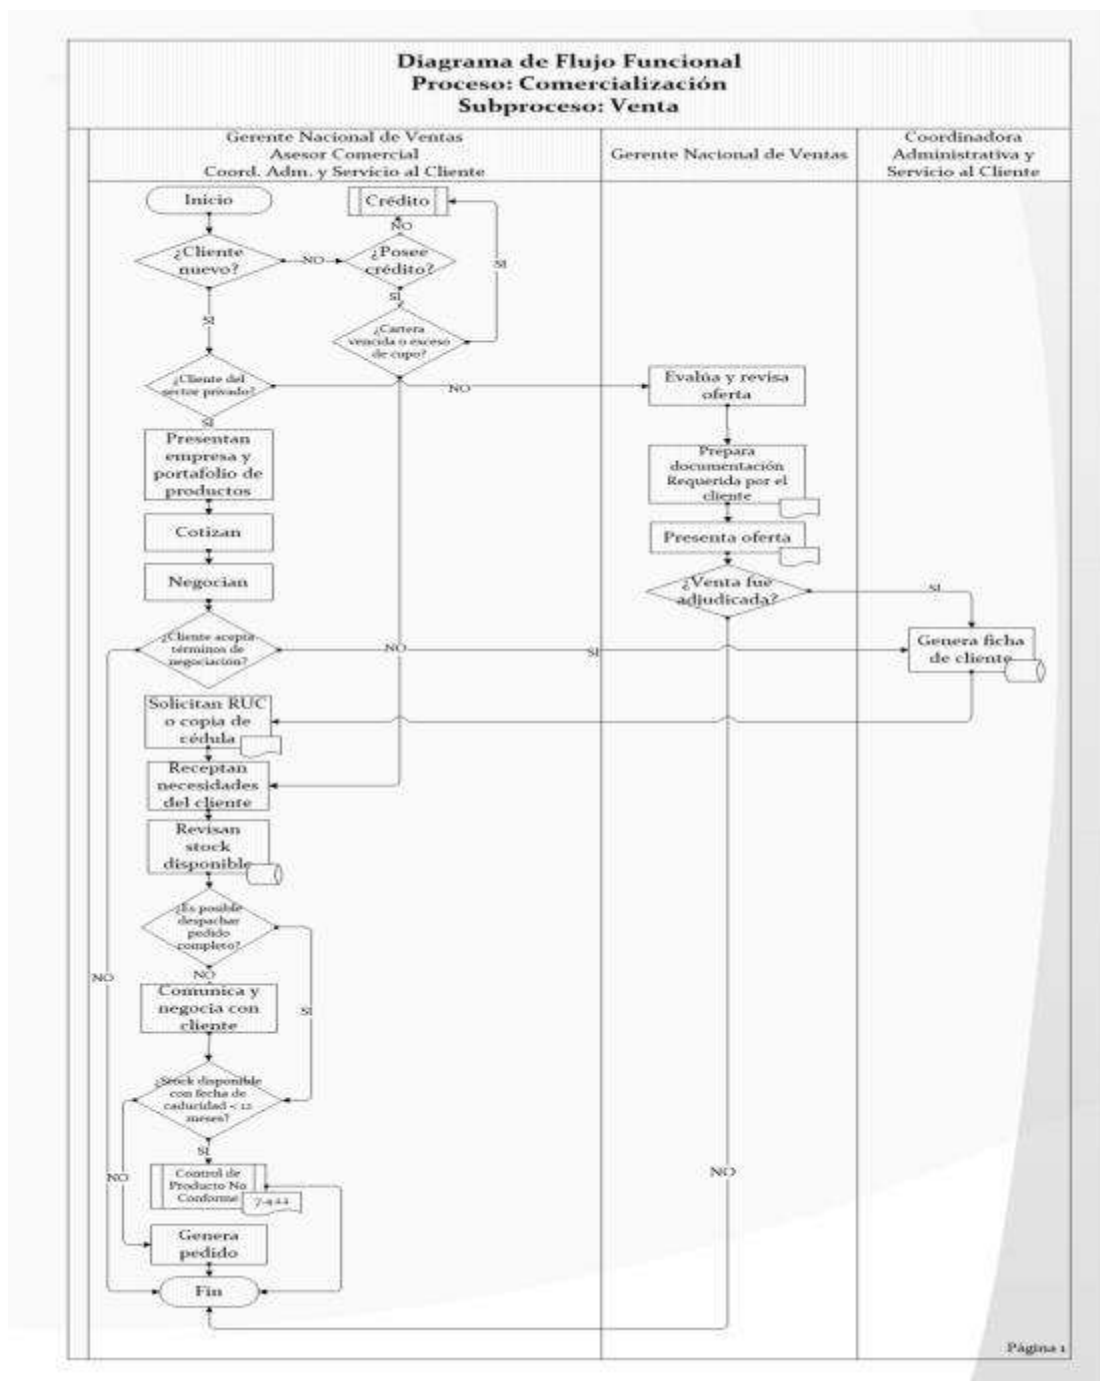 Diagrama de Flujo Funcional
Proceso: Comercialización
Subproceso: Venta
Gerente Nacional de Ventas
Asesor Comercial
Coord. Adm. y Servicio al Cliente
Gerente Nacional de Ventas
Coordinadora
Administrativa y
Servicio al Cliente
Inicio
Crédito
NO
¿Cliente
nuevo?
NO
¿Posee
crédito?
SI
SI
SI
¿Cartera
vencida o exceso
de cupo?
¿Cliente del
sector privado?
NO
Evalúa y revisa
oferta
SI
Presentan
empresa y
portafolio de
productos
Prepara
documentación
Requerida por el
cliente
Cotizan
Presenta oferta
Negocian
¿Venta fue
adjudicada?
SI
¿Cliente acepta
términos de
negociación?
NO
SI
Genera ficha
de cliente
Solicitan RUC
o copia de
cédula
Receptan
necesidades
del cliente
Revisan
stock
disponible
¿Es posible
despachar
pedido
completo?
NO
NO
Comunica y
negocia con
cliente
SI
¿Stock disponible
con fecha de
caducidad < 12
meses?
SI
NO
Control de
Producto No
Conforme
NO
Genera
pedido
Fin
Página 1